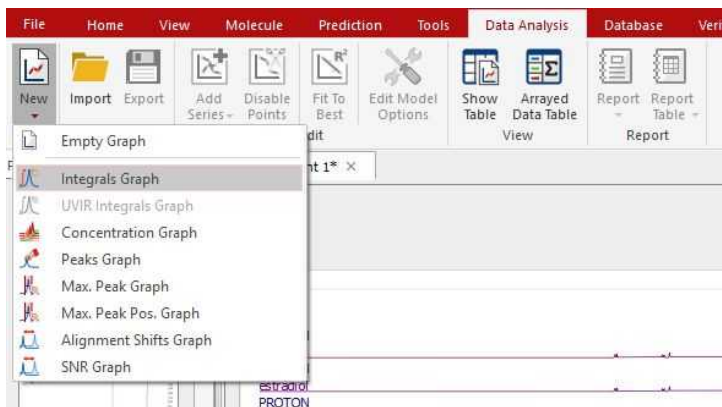 File Home View Molecule Prediction Tools Data Analysis Database Veri
New Import Export Add Series Disable Points Fit To Best Edit Model Options Show Table Arrayed Data Table Report Report Table
dit View Report
Empty Graph
nt 1* ×
Integrals Graph
UVIR Integrals Graph
Concentration Graph
Peaks Graph
Max. Peak Graph
Max. Peak Pos. Graph
Alignment Shifts Graph
SNR Graph
estradiol
PROTON